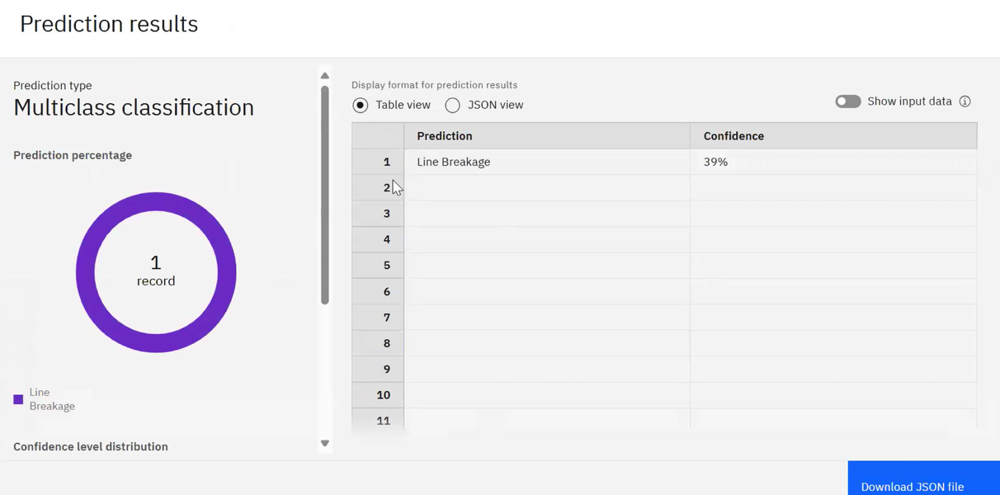 Prediction results
Prediction type
Multiclass classification
Prediction percentage
1
record
Line
Breakage
Confidence level distribution
Display format for prediction results
Table view JSON view
Show input data
Prediction Confidence
1 Line Breakage 39%
2
3
4
5
6
7
8
9
10
11
Download JSON file